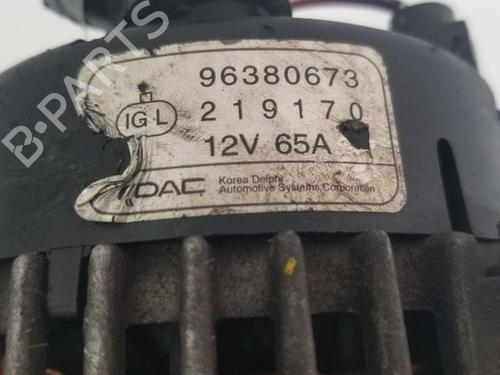 B-PARTS
96380673
IG L
219170
12V 65A
DAC
Korea Delphi
Automotive Systems Corporation